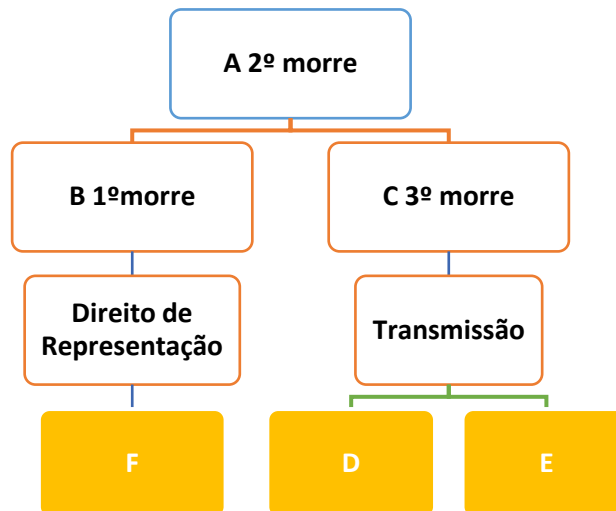 A 2º morre
B 1ºmorre
C 3º morre
Direito de
Representação
Transmissão
F
D
E